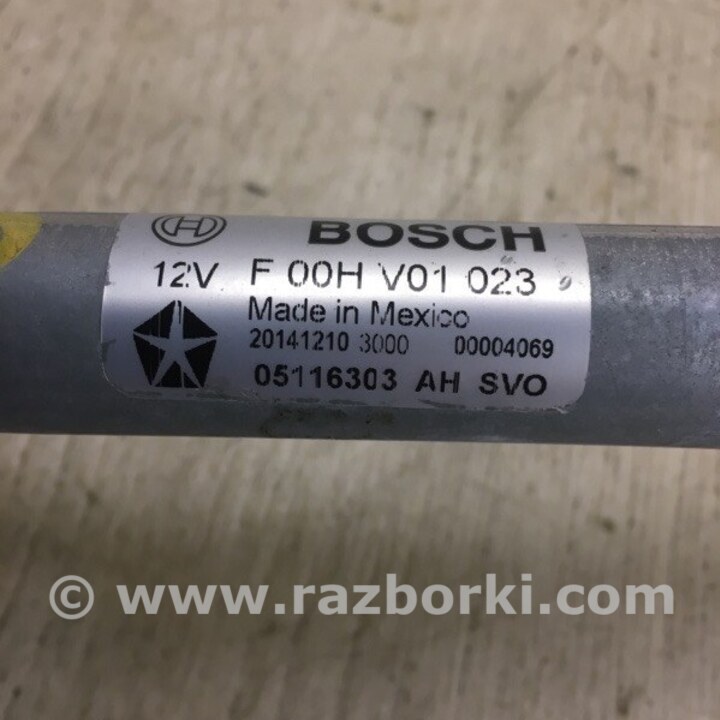 BOSCH
12V F 00H V01 023
Made in Mexico
20141210 3000 00004069
05116303 AH SVO
© www.razborki.com